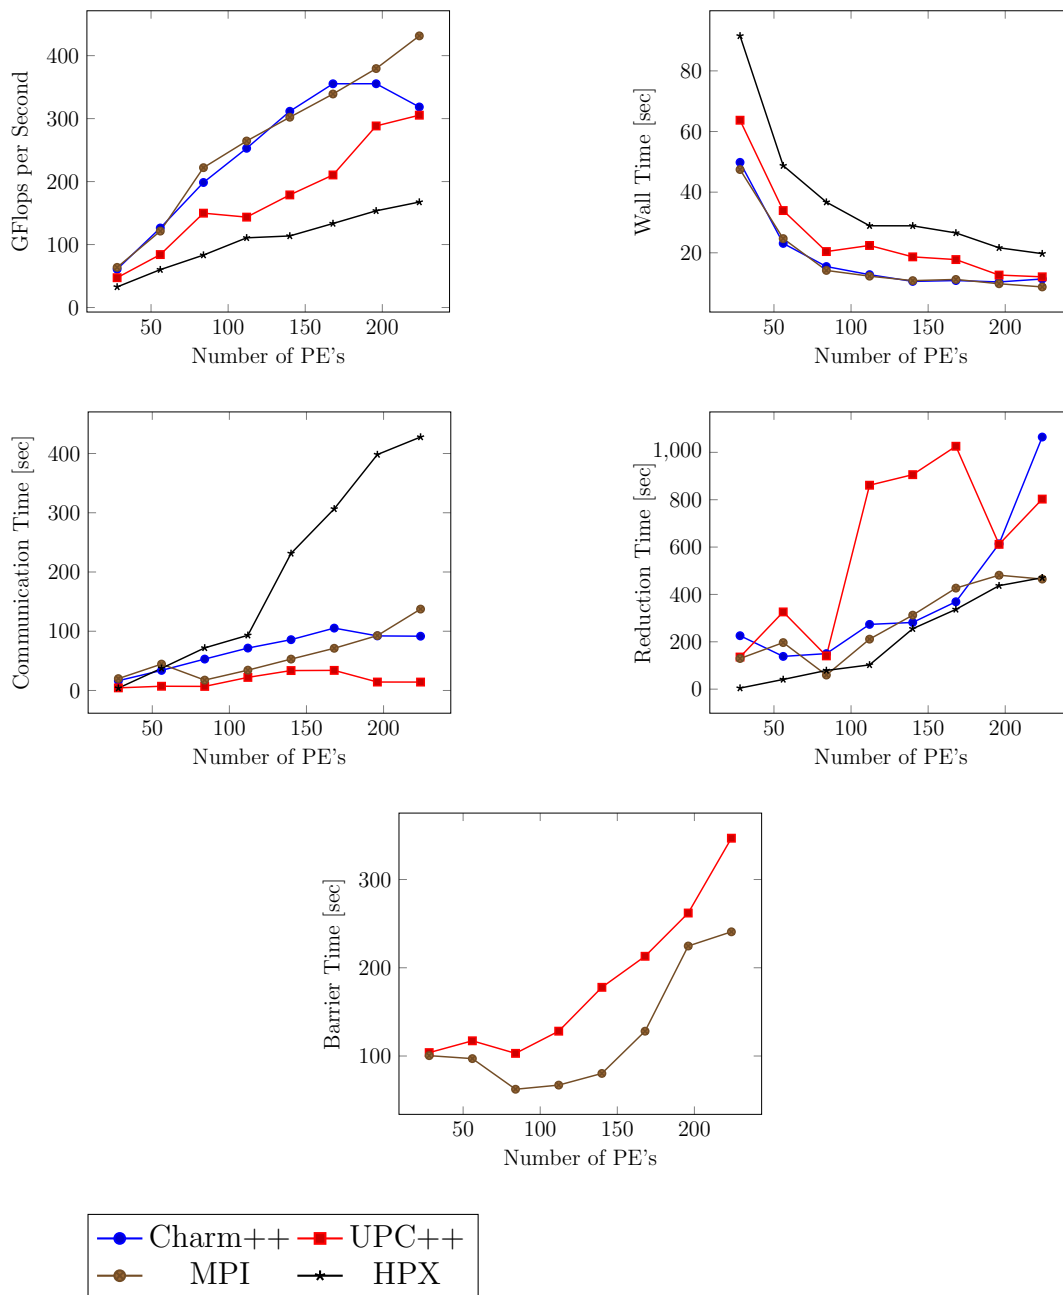 400
300
200
100
0
GFlops per Second
50 100 150 200
Number of PE's
80
60
40
20
Wall Time [sec]
50 100 150 200
Number of PE's
400
300
200
100
0
Communication Time [sec]
50 100 150 200
Number of PE's
1,000
800
600
400
200
0
Reduction Time [sec]
50 100 150 200
Number of PE's
300
200
100
Barrier Time [sec]
50 100 150 200
Number of PE's
Charm++ UPC++
MPI HPX